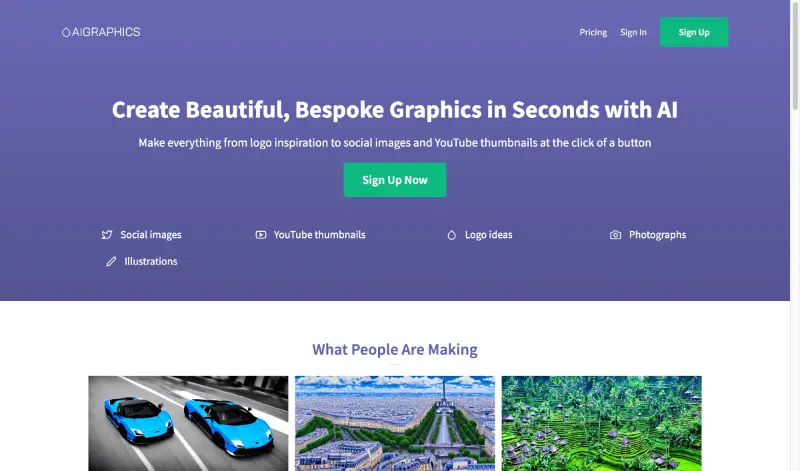 AIGRAPHICS
Pricing
Sign In
Sign Up
Create Beautiful, Bespoke Graphics in Seconds with AI
Make everything from logo inspiration to social images and YouTube thumbnails at the click of a button
Sign Up Now
Social images
YouTube thumbnails
Logo ideas
Photographs
Illustrations
What People Are Making